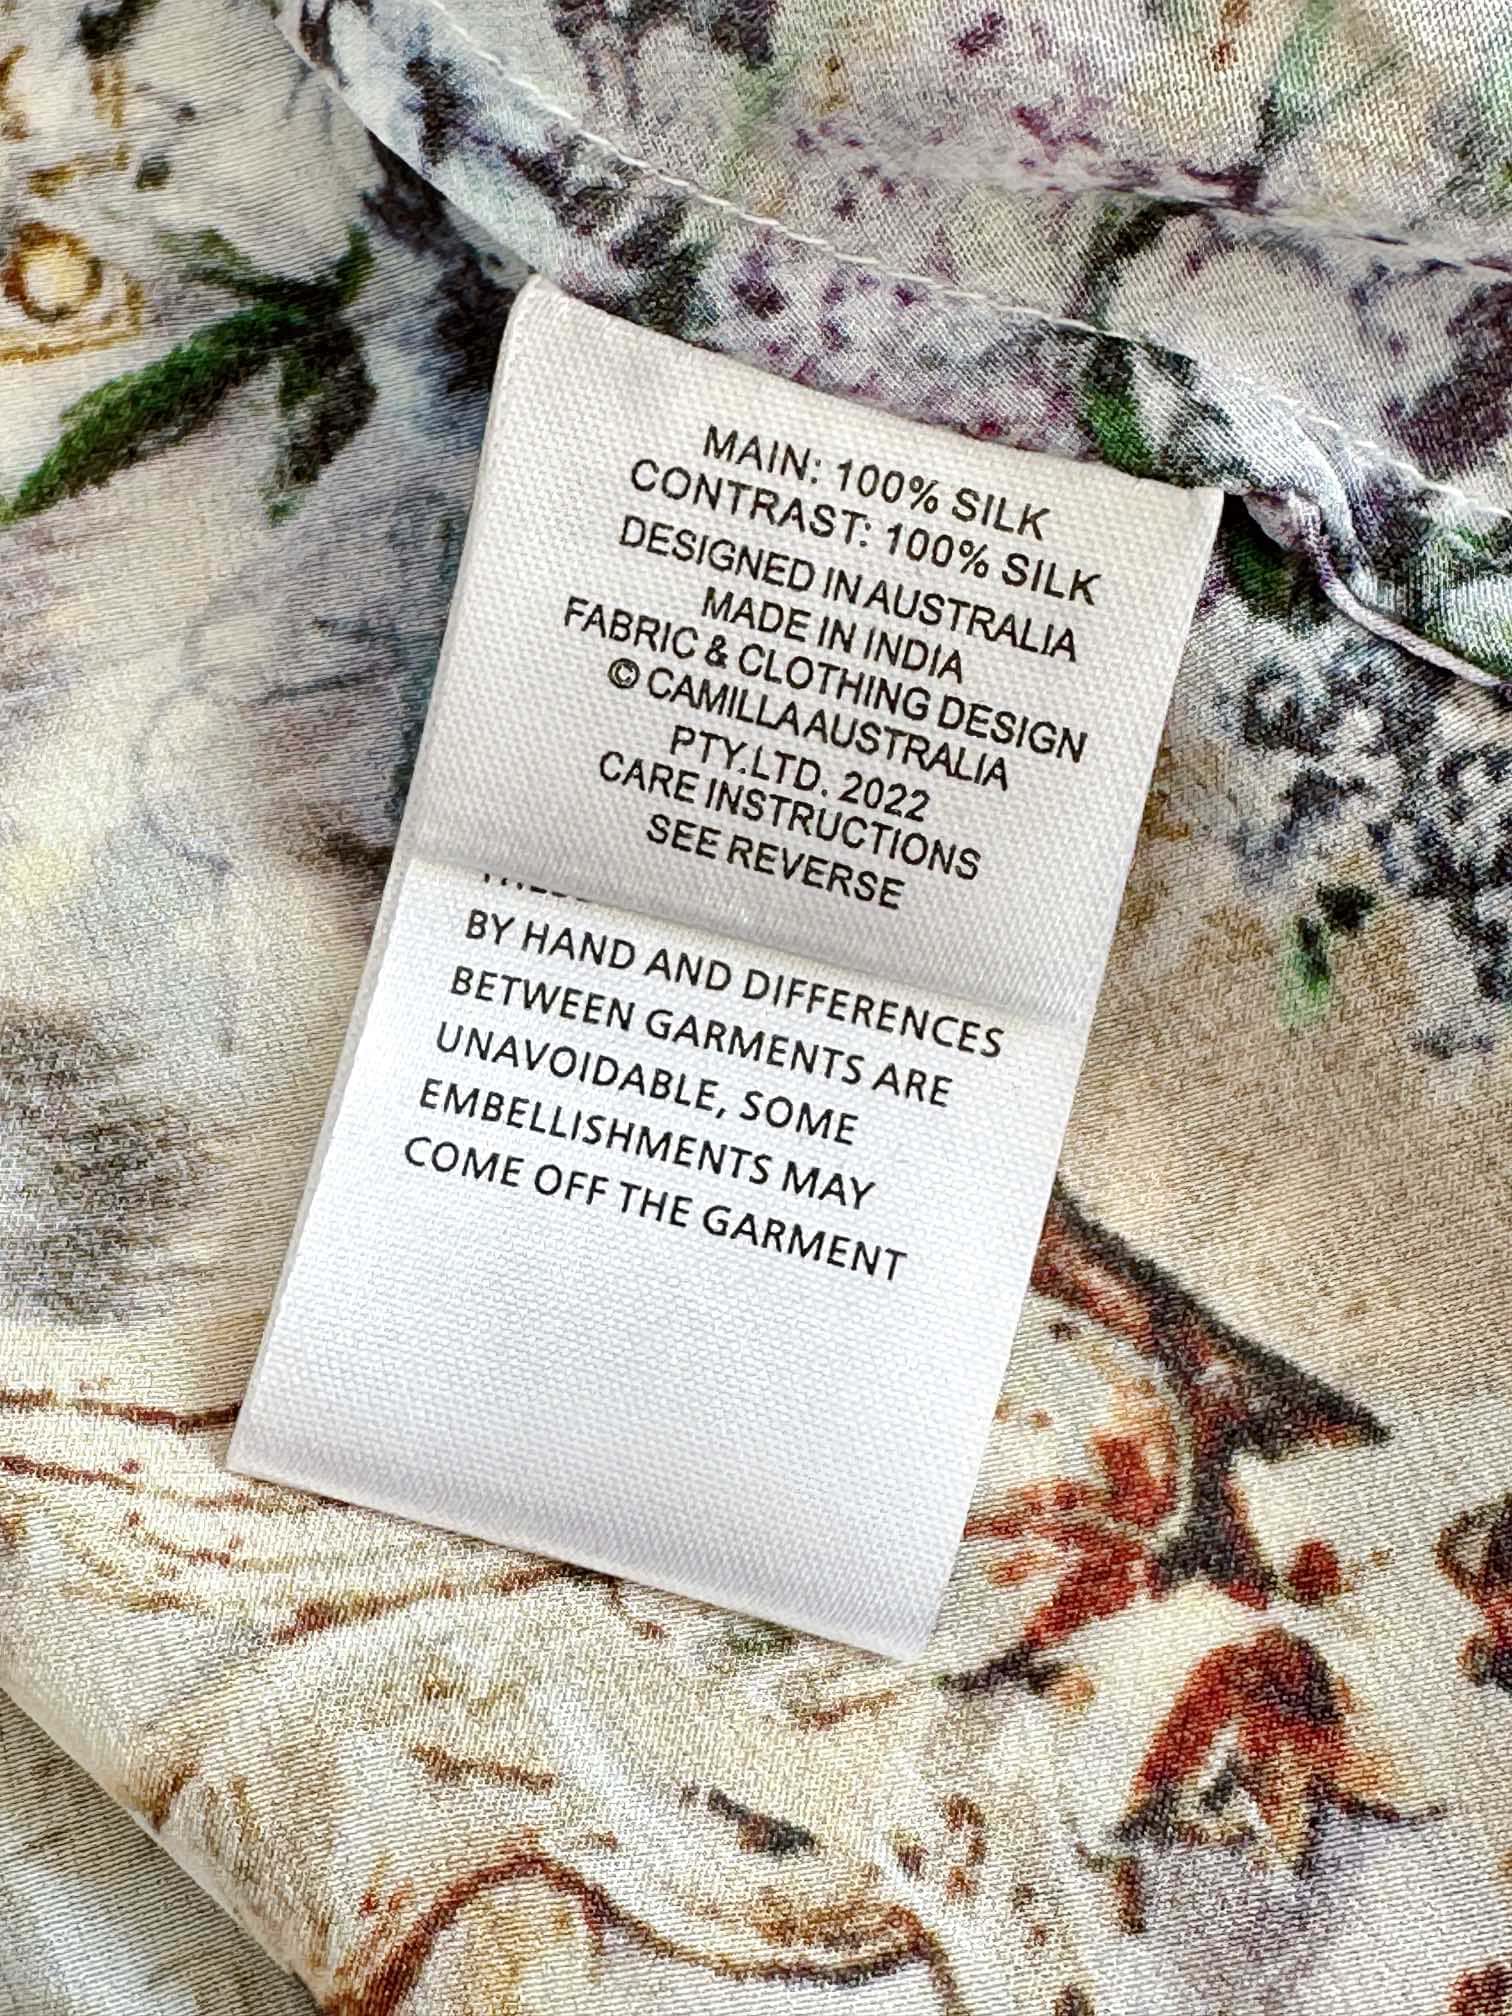 MAIN: 100% SILK
CONTRAST: 100% SILK
DESIGNED IN AUSTRALIA
MADE IN INDIA
FABRIC & CLOTHING DESIGN
© CAMILLA AUSTRALIA
PTY.LTD. 2022
CARE INSTRUCTIONS
SEE REVERSE
BY HAND AND DIFFERENCES
BETWEEN GARMENTS ARE
UNAVOIDABLE, SOME
EMBELLISHMENTS MAY
COME OFF THE GARMENT